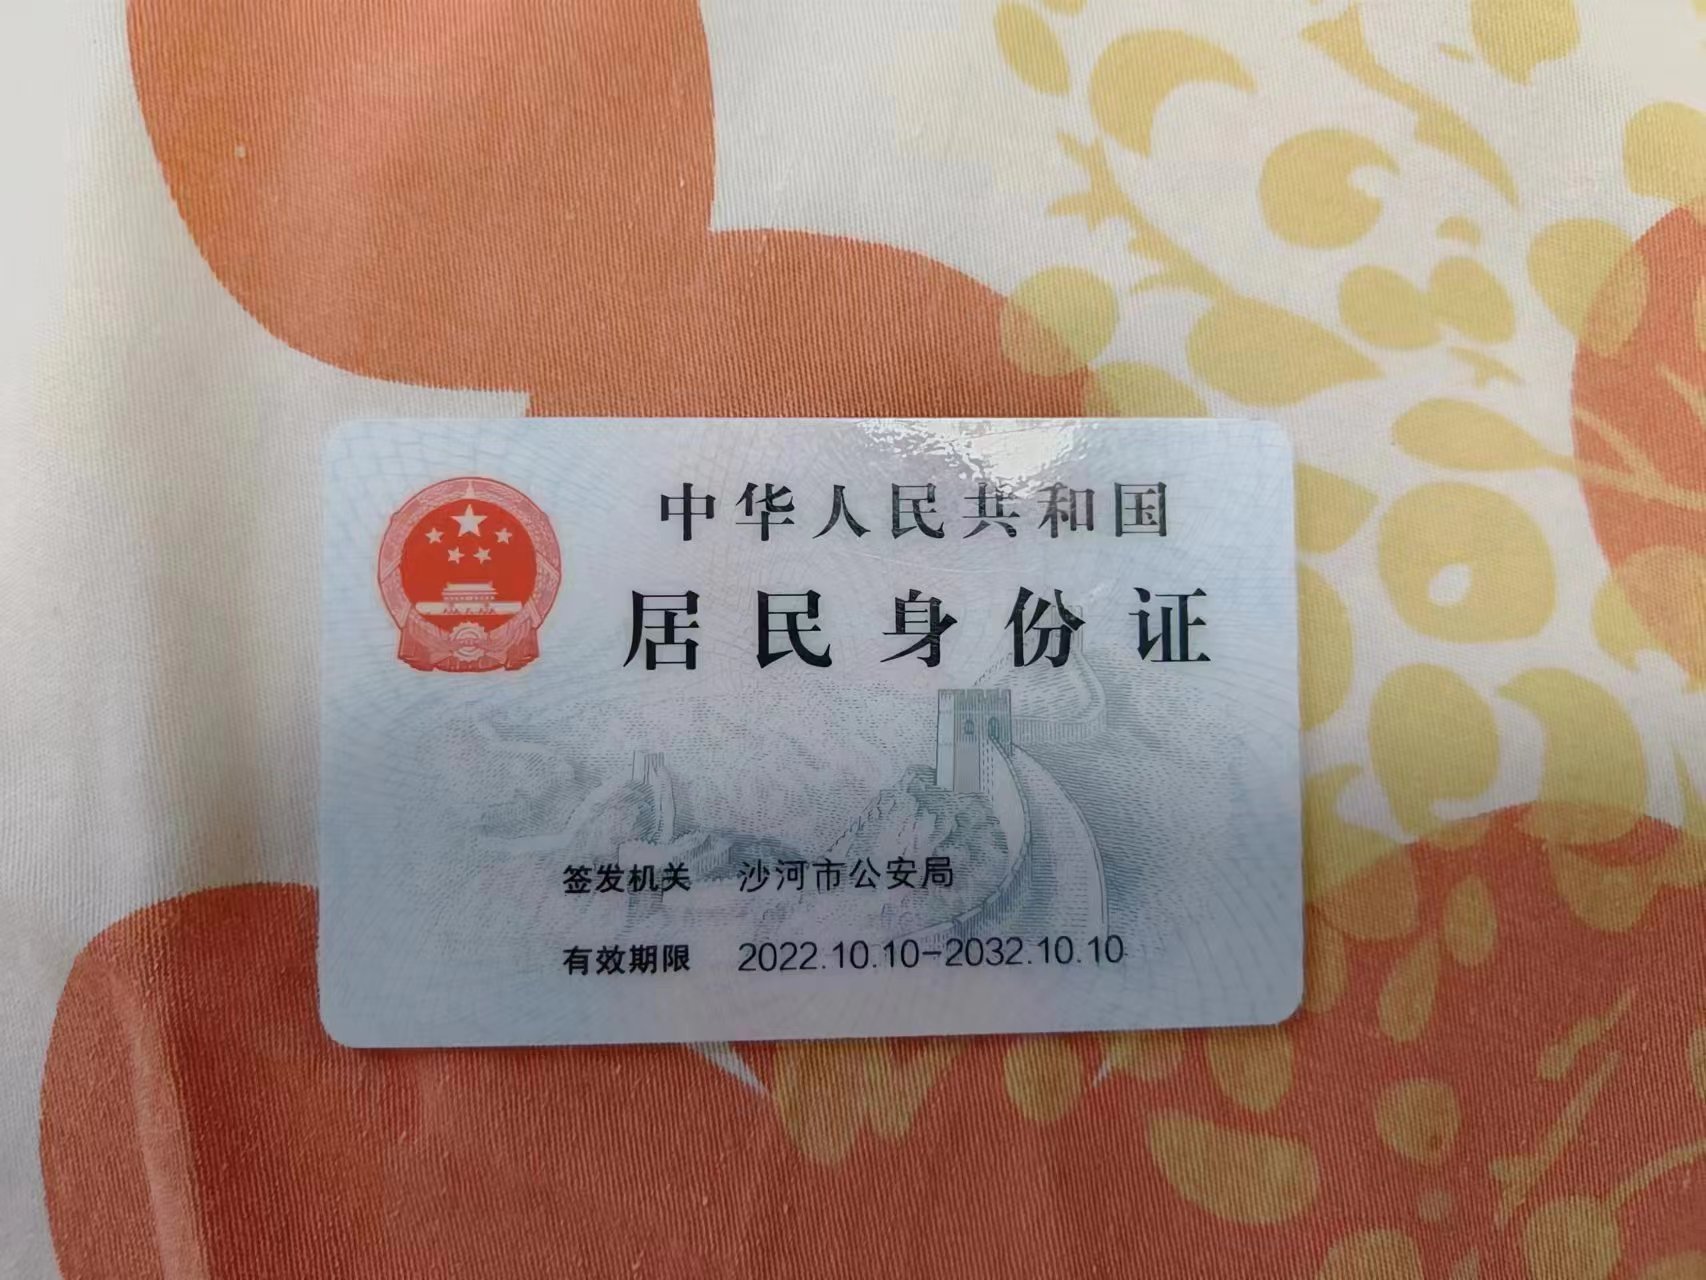 中华人民共和国
居民身份证
签发机关 沙河市公安局
有效期限 2022.10.10-2032.10.10